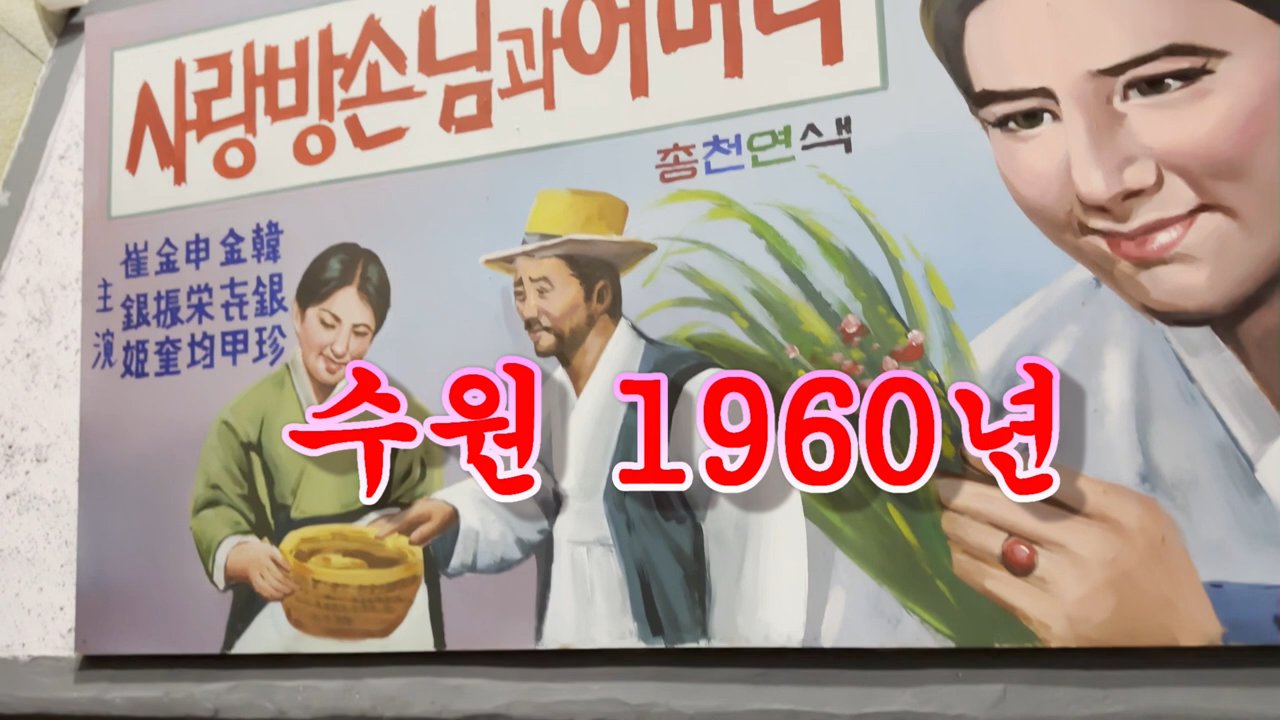 사랑방손님과어머니
총천연색
主演
崔銀姬
金振奎
申栄均
金喜甲
韓銀珍
수원 1960년